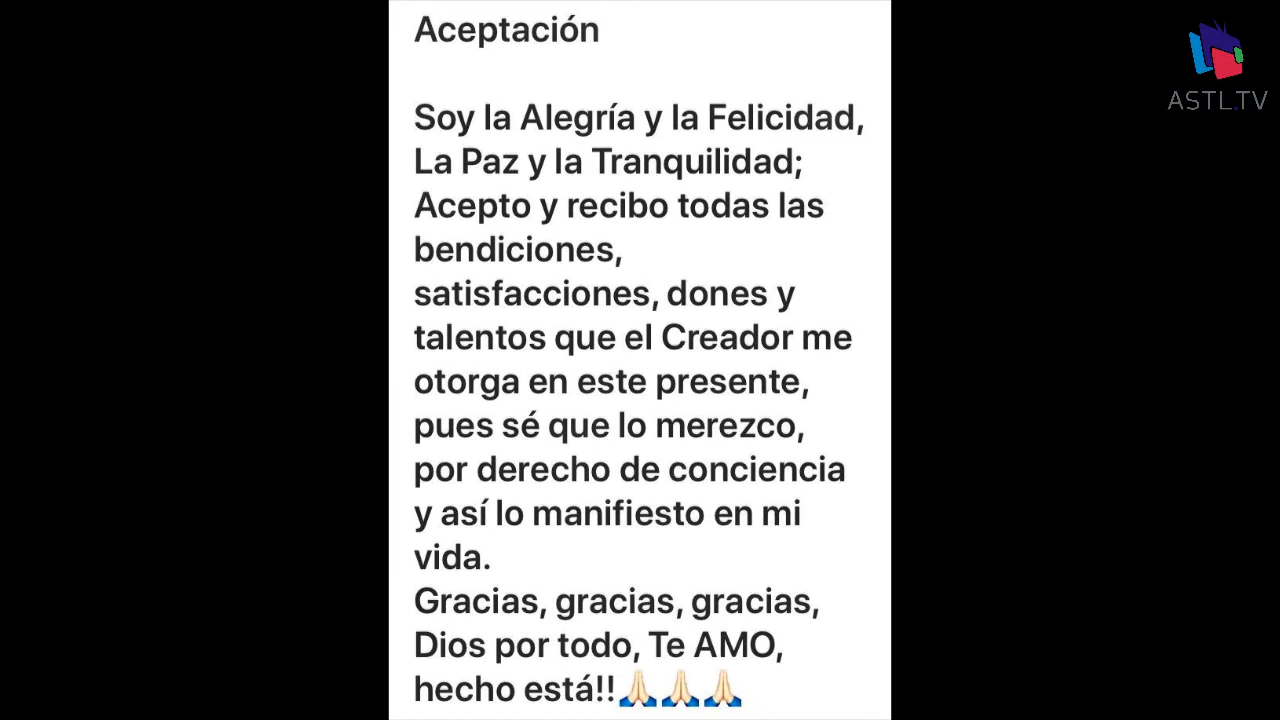 Aceptación
Soy la Alegría y la Felicidad,
La Paz y la Tranquilidad;
Acepto y recibo todas las
bendiciones,
satisfacciones, dones y
talentos que el Creador me
otorga en este presente,
pues sé que lo merezco,
por derecho de conciencia
y así lo manifiesto en mi
vida.
Gracias, gracias, gracias,
Dios por todo, Te AMO,
hecho está!!🙏🏻🙏🏻🙏🏻
ASTL.TV